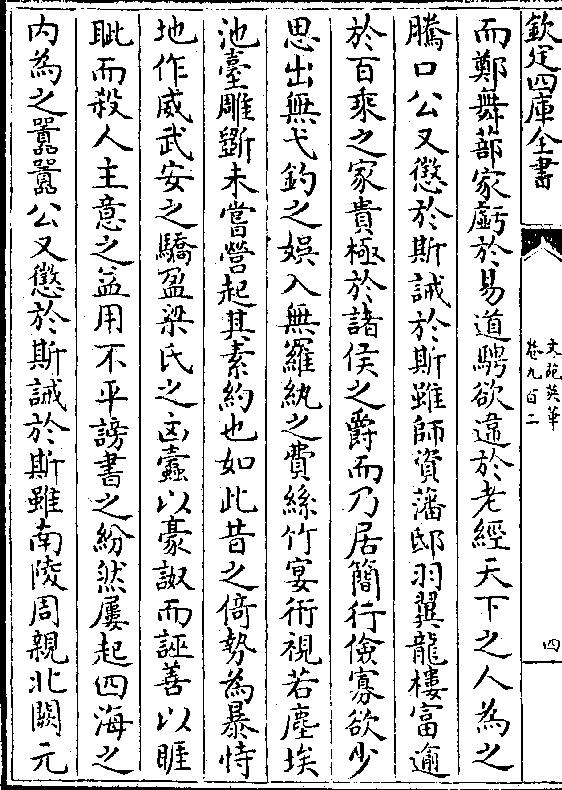 欽定四庫全書
文苑英華
卷九百二
四
而鄭舞蔀家虧於易道騁欲違於老經天下之人為之
騰口公又懲於斯誡於斯雖師資藩邸羽翼龍樓富逾
於百乘之家貴極於諸侯之爵而乃居簡行儉寡欲少
思出無弋釣之娛入無羅紈之費絲竹宴衎視若塵埃
池臺雕斵未嘗營起其素約也如此昔之倚勢為暴恃
地作威武安之驕盈梁氏之凶蠹以豪諏而誣善以睚
眦而殺人主意之益用不平謗書之紛然屢起四海之
内為之囂囂公又懲於斯誡於斯雖南陵周親北闕元